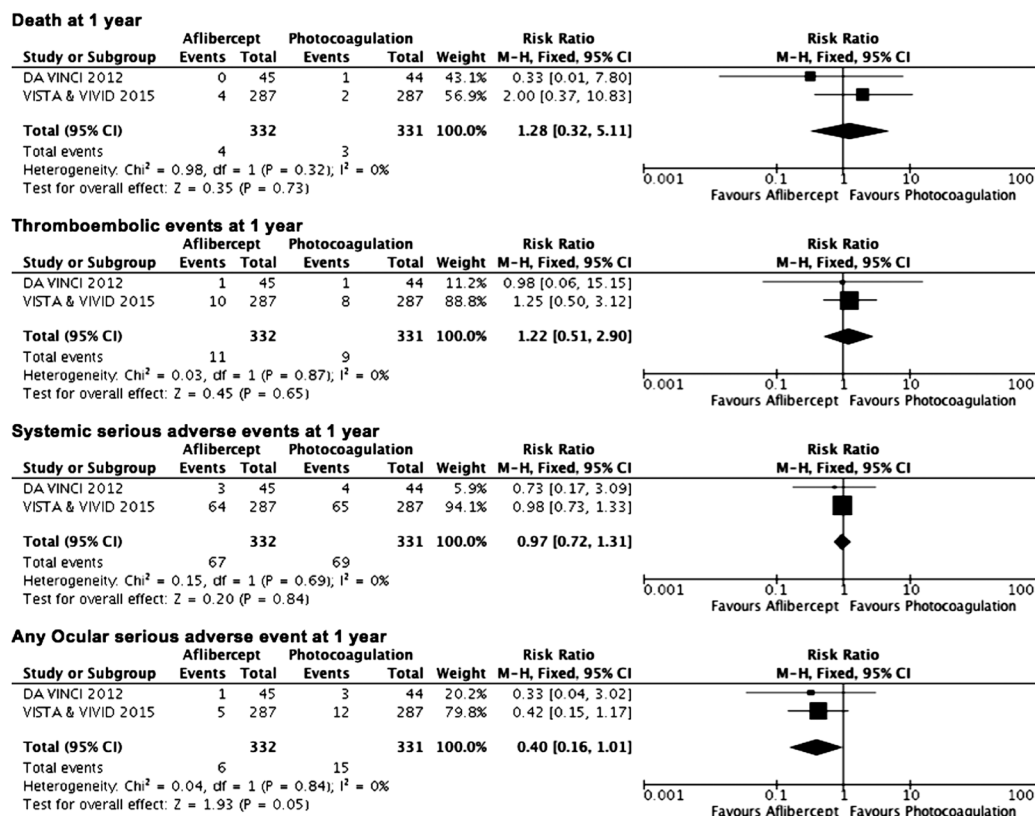 Death at 1 year
Aflibercept Photocoagulation Risk Ratio Risk Ratio
Study or Subgroup Events Total Events Total Weight M-H, Fixed, 95% CI M-H, Fixed, 95% CI
DA VINCI 2012 0 45 1 44 43.1% 0.33 [0.01, 7.80]
VISTA & VIVID 2015 4 287 2 287 56.9% 2.00 [0.37, 10.83]
Total (95% CI) 332 331 100.0% 1.28 [0.32, 5.11]
Total events 4 3
Heterogeneity: Chi² = 0.98, df = 1 (P = 0.32); I² = 0%
Test for overall effect: Z = 0.35 (P = 0.73)
0.001 0.1 1 10 100
Favours Aflibercept Favours Photocoagulation
Thromboembolic events at 1 year
Aflibercept Photocoagulation Risk Ratio Risk Ratio
Study or Subgroup Events Total Events Total Weight M-H, Fixed, 95% CI M-H, Fixed, 95% CI
DA VINCI 2012 1 45 1 44 11.2% 0.98 [0.06, 15.15]
VISTA & VIVID 2015 10 287 8 287 88.8% 1.25 [0.50, 3.12]
Total (95% CI) 332 331 100.0% 1.22 [0.51, 2.90]
Total events 11 9
Heterogeneity: Chi² = 0.03, df = 1 (P = 0.87); I² = 0%
Test for overall effect: Z = 0.45 (P = 0.65)
0.001 0.1 1 10 100
Favours Aflibercept Favours Photocoagulation
Systemic serious adverse events at 1 year
Aflibercept Photocoagulation Risk Ratio Risk Ratio
Study or Subgroup Events Total Events Total Weight M-H, Fixed, 95% CI M-H, Fixed, 95% CI
DA VINCI 2012 3 45 4 44 5.9% 0.73 [0.17, 3.09]
VISTA & VIVID 2015 64 287 65 287 94.1% 0.98 [0.73, 1.33]
Total (95% CI) 332 331 100.0% 0.97 [0.72, 1.31]
Total events 67 69
Heterogeneity: Chi² = 0.15, df = 1 (P = 0.69); I² = 0%
Test for overall effect: Z = 0.20 (P = 0.84)
0.001 0.1 1 10 100
Favours Aflibercept Favours Photocoagulation
Any Ocular serious adverse event at 1 year
Aflibercept Photocoagulation Risk Ratio Risk Ratio
Study or Subgroup Events Total Events Total Weight M-H, Fixed, 95% CI M-H, Fixed, 95% CI
DA VINCI 2012 1 45 3 44 20.2% 0.33 [0.04, 3.02]
VISTA & VIVID 2015 5 287 12 287 79.8% 0.42 [0.15, 1.17]
Total (95% CI) 332 331 100.0% 0.40 [0.16, 1.01]
Total events 6 15
Heterogeneity: Chi² = 0.04, df = 1 (P = 0.84); I² = 0%
Test for overall effect: Z = 1.93 (P = 0.05)
0.001 0.1 1 10 100
Favours Aflibercept Favours Photocoagulation